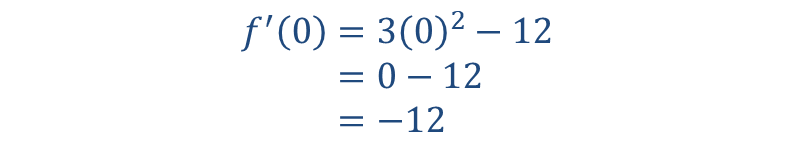 f′(0) = 3(0)² − 12
= 0 − 12
= −12